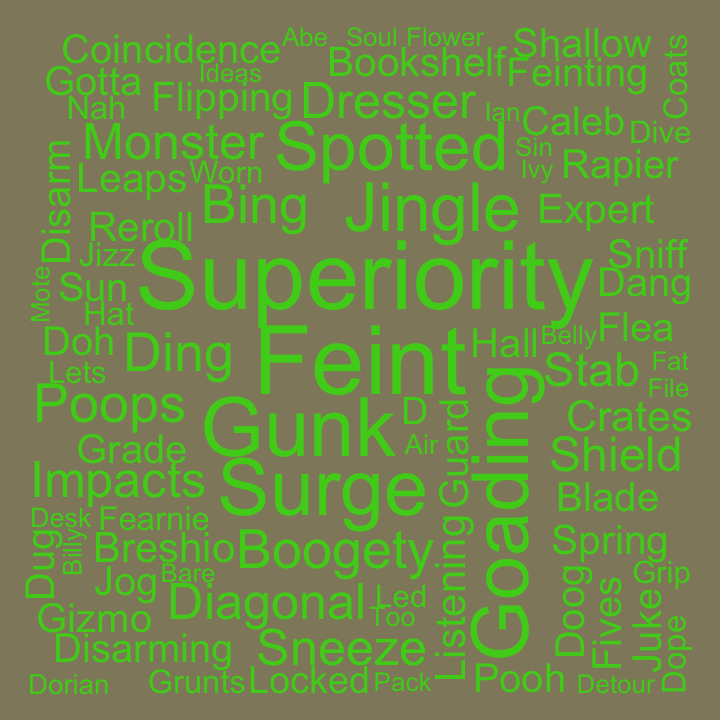 Coincidence
Abe
Soul Flower
Shallow
Coats
Gotta
Ideas
Bookshelf
Feinting
Nah
Flipping
Dresser
Ian
Caleb
Dive
Monster
Spotted
Sin
Ivy
Rapier
Disarm
Leaps
Worn
Bing
Jingle
Expert
Reroll
Jizz
Superiority
Sniff
Mote
Sun
Dang
Hat
Doh
Ding
Feint
Hall
Belly
Flea
Lets
Stab
Fat
File
Poops
Gunk
D
Guard
Goading
Crates
Grade
Air
Shield
Impacts
Surge
Blade
Desk
Fearnie
Billy
Breshio
Boogety
Listening
Spring
Dug
Jog
Bare
Doog
Grip
Gizmo
Diagonal
Led
Too
Fives
Juke
Dope
Disarming
Sneeze
Dorian
Grunts
Locked
Pack
Pooh
Detour